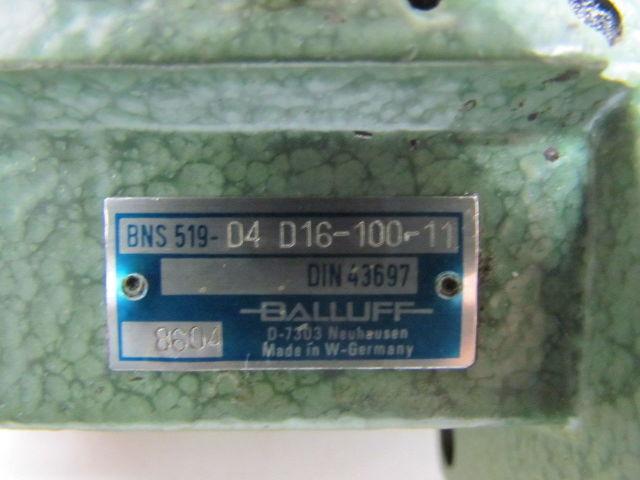 BNS 519- D4 D16-100-11
DIN 43697
BALLUFF
8604
D-7303 Neuhausen
Made in W-Germany